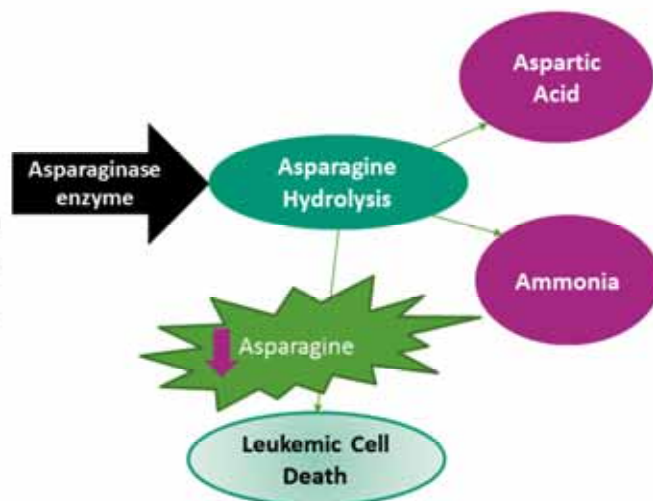 Aspartic
Acid
Asparaginase
enzyme
Asparagine
Hydrolysis
Ammonia
Asparagine
Leukemic Cell
Death